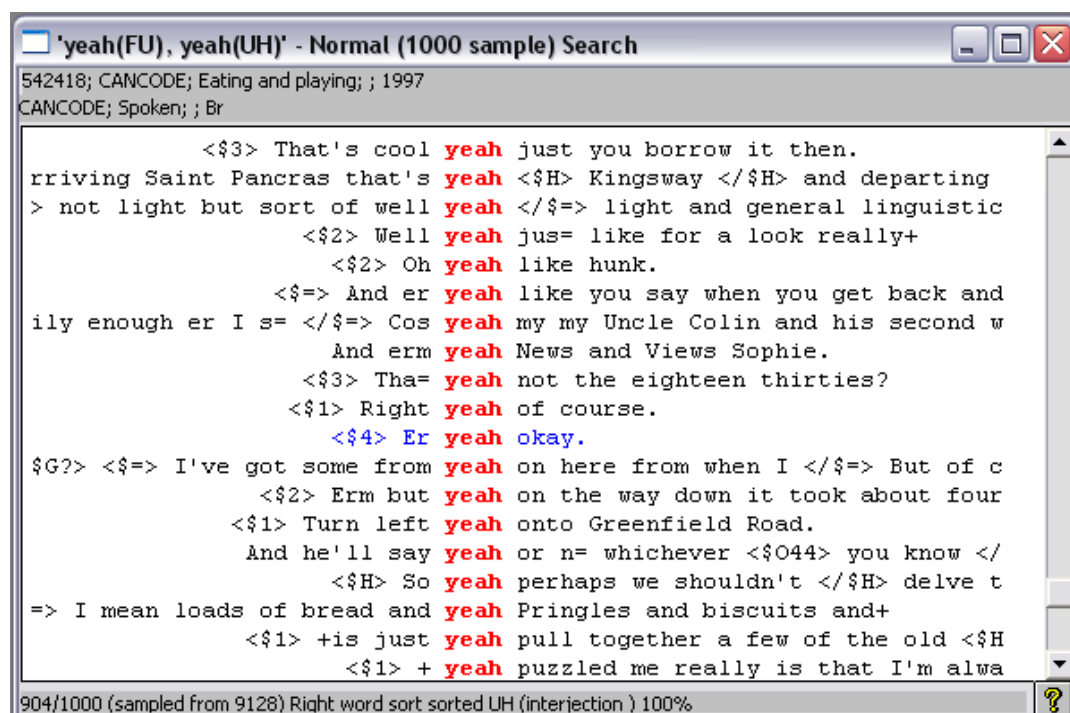 'yeah(FU), yeah(UH)' - Normal (1000 sample) Search
542418; CANCODE; Eating and playing; ; 1997
CANCODE; Spoken; ; Br
<$3> That's cool yeah just you borrow it then.
rriving Saint Pancras that's yeah <$H> Kingsway </$H> and departing
> not light but sort of well yeah </$=> light and general linguistic
<$2> Well yeah jus= like for a look really+
<$2> Oh yeah like hunk.
<$=> And er yeah like you say when you get back and
ily enough er I s= </$=> Cos yeah my my Uncle Colin and his second w
And erm yeah News and Views Sophie.
<$3> Tha= yeah not the eighteen thirties?
<$1> Right yeah of course.
<$4> Er yeah okay.
$G?> <$=> I've got some from yeah on here from when I </$=> But of c
<$2> Erm but yeah on the way down it took about four
<$1> Turn left yeah onto Greenfield Road.
And he'll say yeah or n= whichever <$O44> you know </
<$H> So yeah perhaps we shouldn't </$H> delve t
=> I mean loads of bread and yeah Pringles and biscuits and+
<$1> +is just yeah pull together a few of the old <$H
<$1> + yeah puzzled me really is that I'm alwa
904/1000 (sampled from 9128) Right word sort sorted UH (interjection ) 100%
?